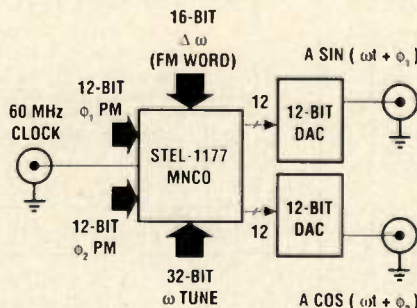 16-BIT
Δ ω
(FM WORD)
A SIN ( ωt + ϕ₁)
12-BIT
ϕ₁ PM
60 MHz
CLOCK
12
12-BIT
DAC
STEL-1177
MNCO
12-BIT
DAC
12
12-BIT
ϕ₂ PM
32-BIT
ω TUNE
A COS ( ωt + ϕ